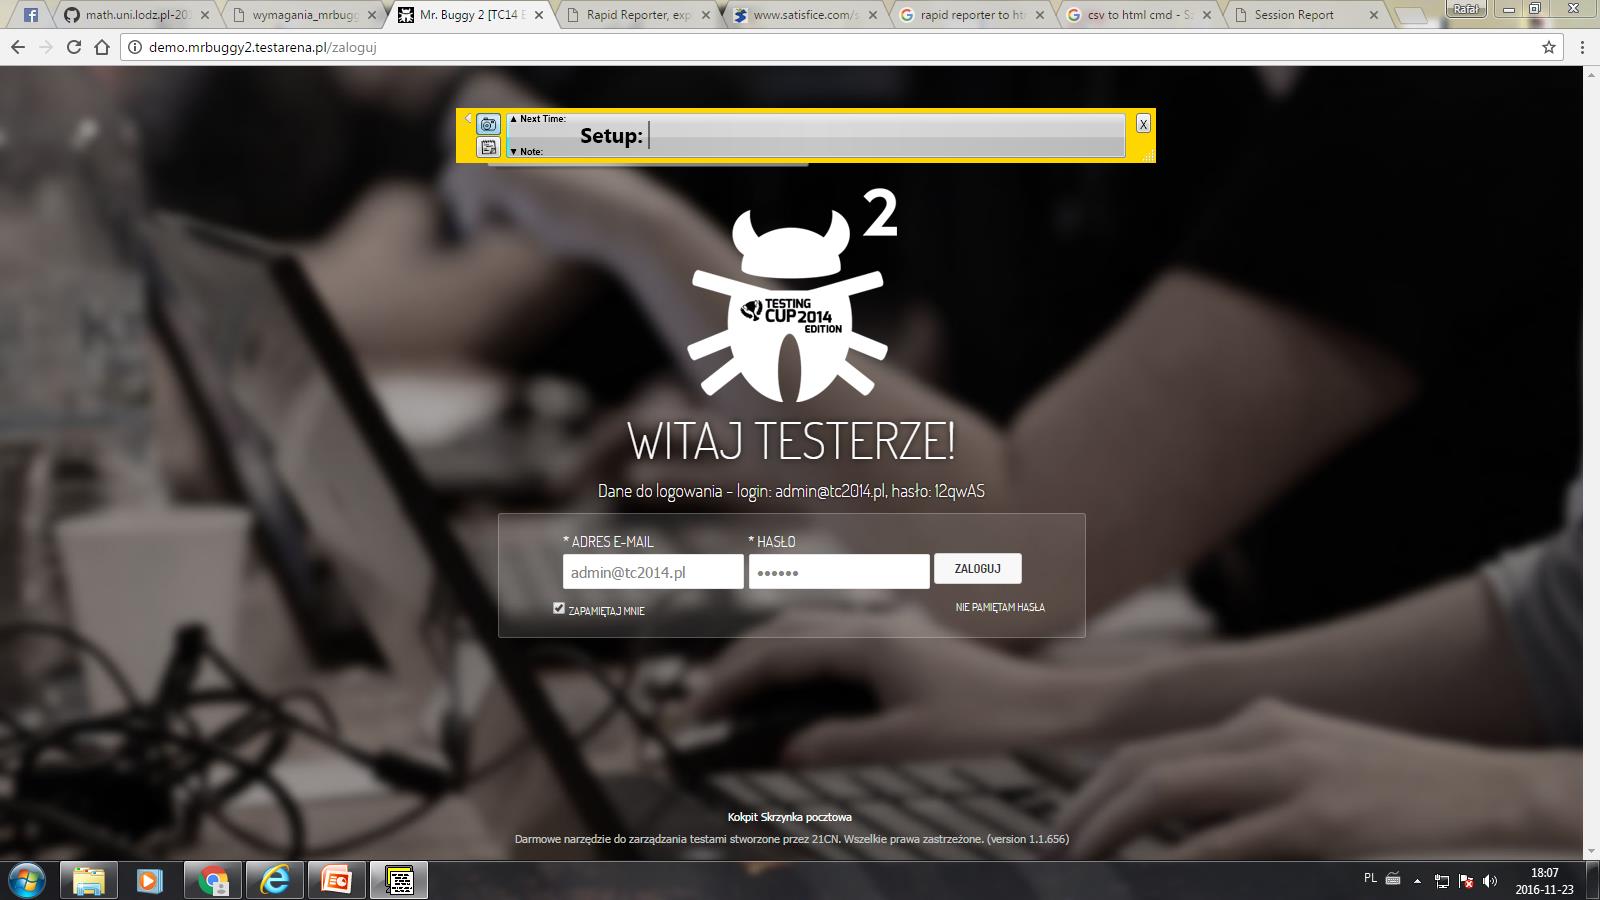 math.uni.lodz.pl-20
wymagania_mrbugg
Mr. Buggy 2 [TC14 E
Rapid Reporter, exp
www.satisfice.com/s
rapid reporter to htm
csv to html cmd - Sz
Session Report
Rafał
demo.mrbuggy2.testarena.pl/zaloguj
▲ Next Time:
Setup:
▼ Note:
X
2
TESTING
CUP 2014
EDITION
WITAJ TESTERZE!
Dane do logowania - login: admin@tc2014.pl, hasło: 12qwAS
* ADRES E-MAIL * HASŁO
admin@tc2014.pl •••••• ZALOGUJ
ZAPAMIĘTAJ MNIE NIE PAMIĘTAM HASŁA
Kokpit Skrzynka pocztowa
Darmowe narzędzie do zarządzania testami stworzone przez 21CN. Wszelkie prawa zastrzeżone. (version 1.1.656)
PL
18:07
2016-11-23